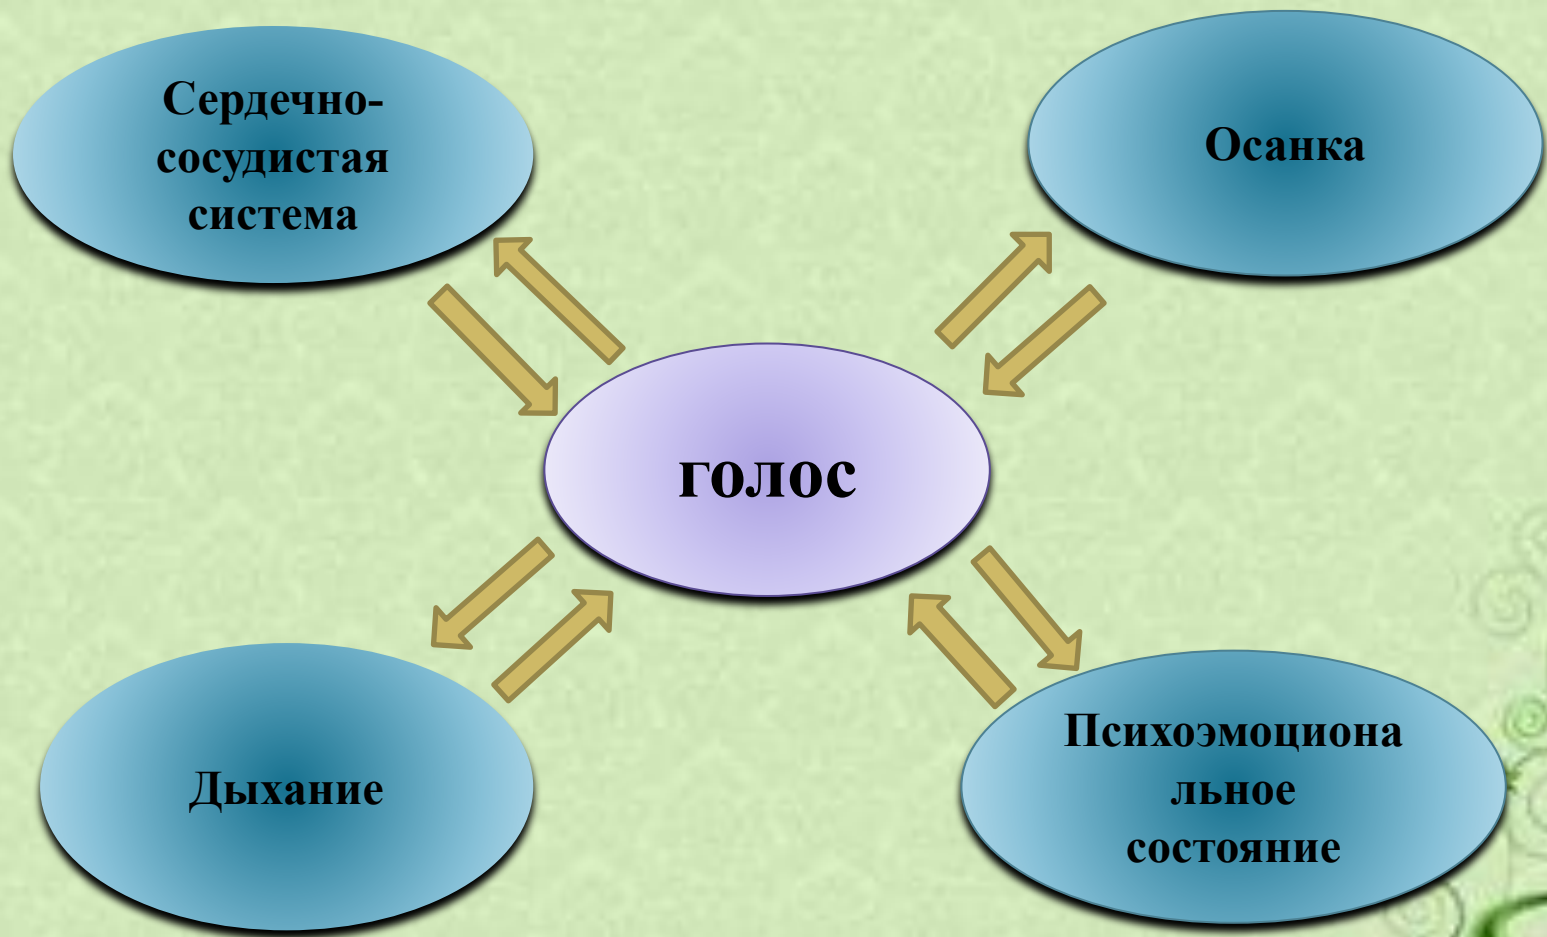 Сердечно-
сосудистая
система
Осанка
голос
Дыхание
Психоэмоциона
льное
состояние